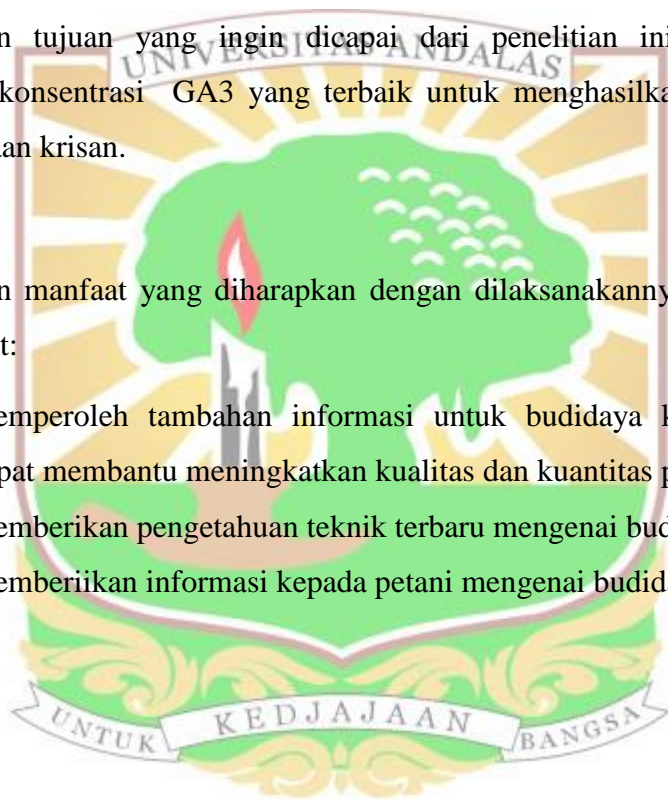 n tujuan yang ingin dicapai dari penelitian ini
UNIVERSITAS ANDALAS
konsentrasi GA3 yang terbaik untuk menghasilka
an krisan.
n manfaat yang diharapkan dengan dilaksanakanny
t:
emperoleh tambahan informasi untuk budidaya k
pat membantu meningkatkan kualitas dan kuantitas p
emberikan pengetahuan teknik terbaru mengenai bud
emberiikan informasi kepada petani mengenai budida
UNTUK KEDJAJAAN BANGSA